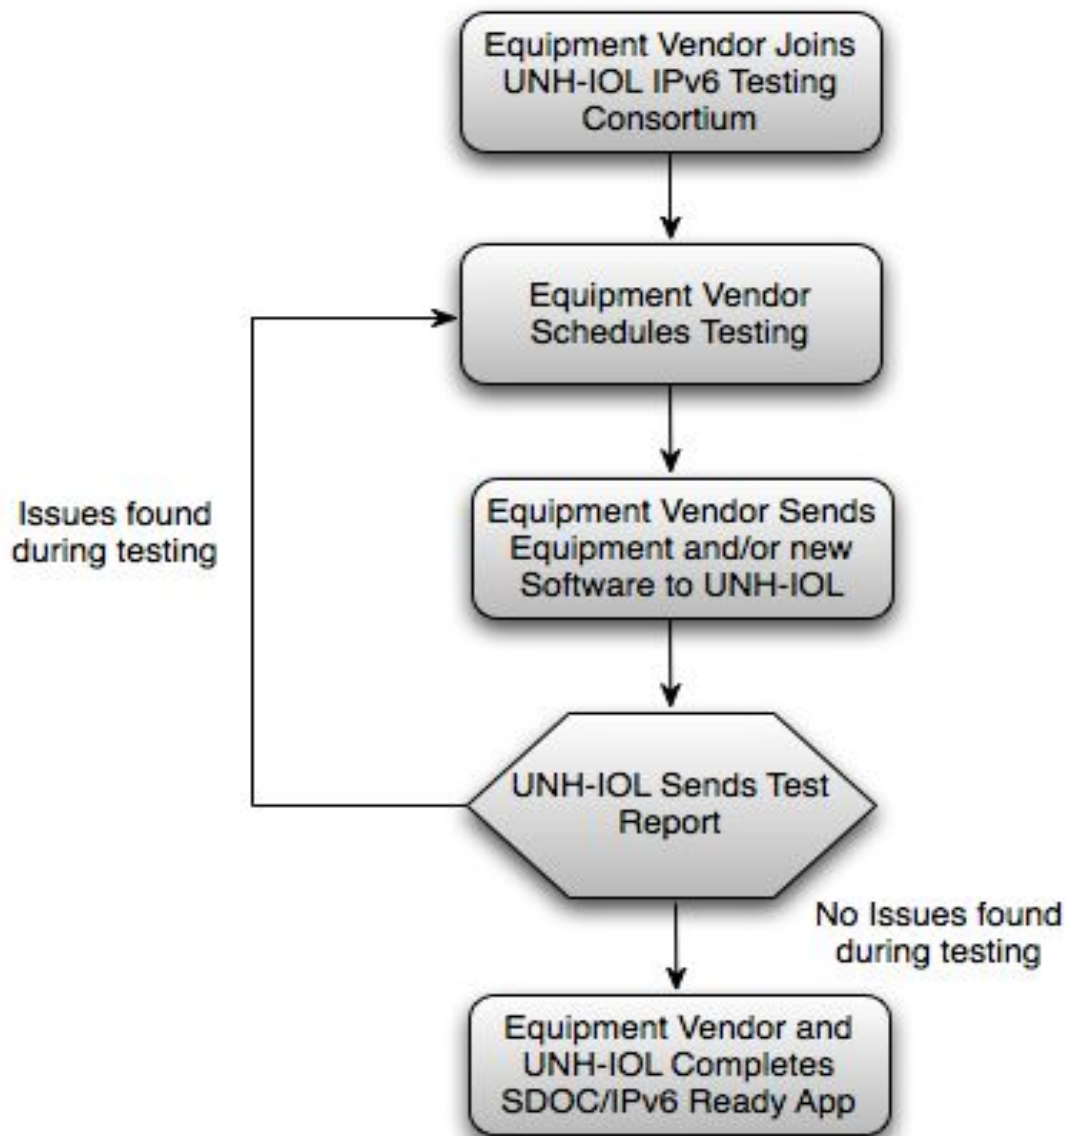 Equipment Vendor Joins
UNH-IOL IPv6 Testing
Consortium
Equipment Vendor
Schedules Testing
Issues found
during testing
Equipment Vendor Sends
Equipment and/or new
Software to UNH-IOL
UNH-IOL Sends Test
Report
No Issues found
during testing
Equipment Vendor and
UNH-IOL Completes
SDOC/IPv6 Ready App